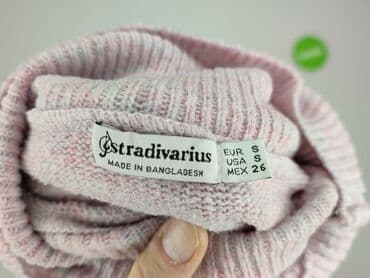 stradivarius
MADE IN BANGLADESH
EUR S
USA S
MEX 26